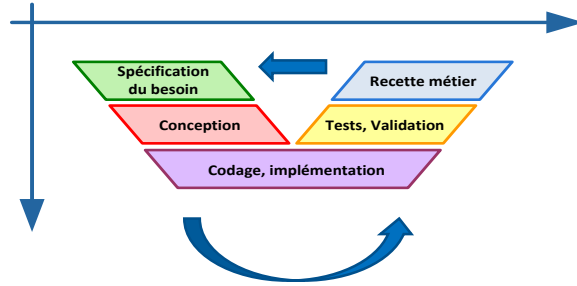 Spécification
du besoin
Recette métier
Conception
Tests, Validation
Codage, implémentation